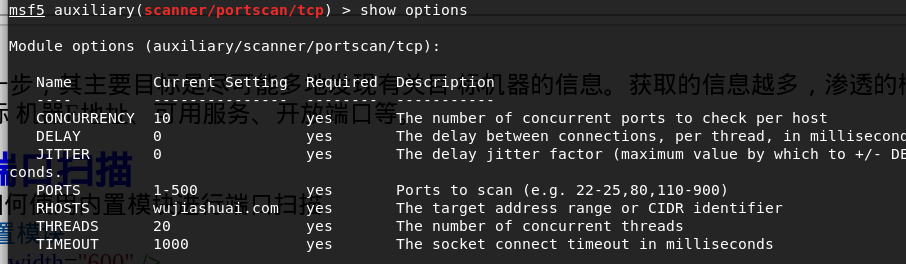 msf5 auxiliary(scanner/portscan/tcp) > show options
Module options (auxiliary/scanner/portscan/tcp):
一步，其主要目标是尽可能多地发现有关目标机器的信息。获取的信息越多，渗透的
Name Current Setting Required Description
---- --------------- -------- -----------
机器 地址、可用服务、开放端口等
CONCURRENCY 10 yes The number of concurrent ports to check per host
DELAY 0 yes The delay between connections, per thread, in millisecond
JITTER 0 yes The delay jitter factor (maximum value by which to +/- DE
端口扫描
conds.
PORTS 1-500 yes Ports to scan (e.g. 22-25,80,110-900)
如何使用内置模块进行端口扫描
RHOSTS wujiashuai.com yes The target address range or CIDR identifier
THREADS 20 yes The number of concurrent threads
置模块
TIMEOUT 1000 yes The socket connect timeout in milliseconds
width="600" />